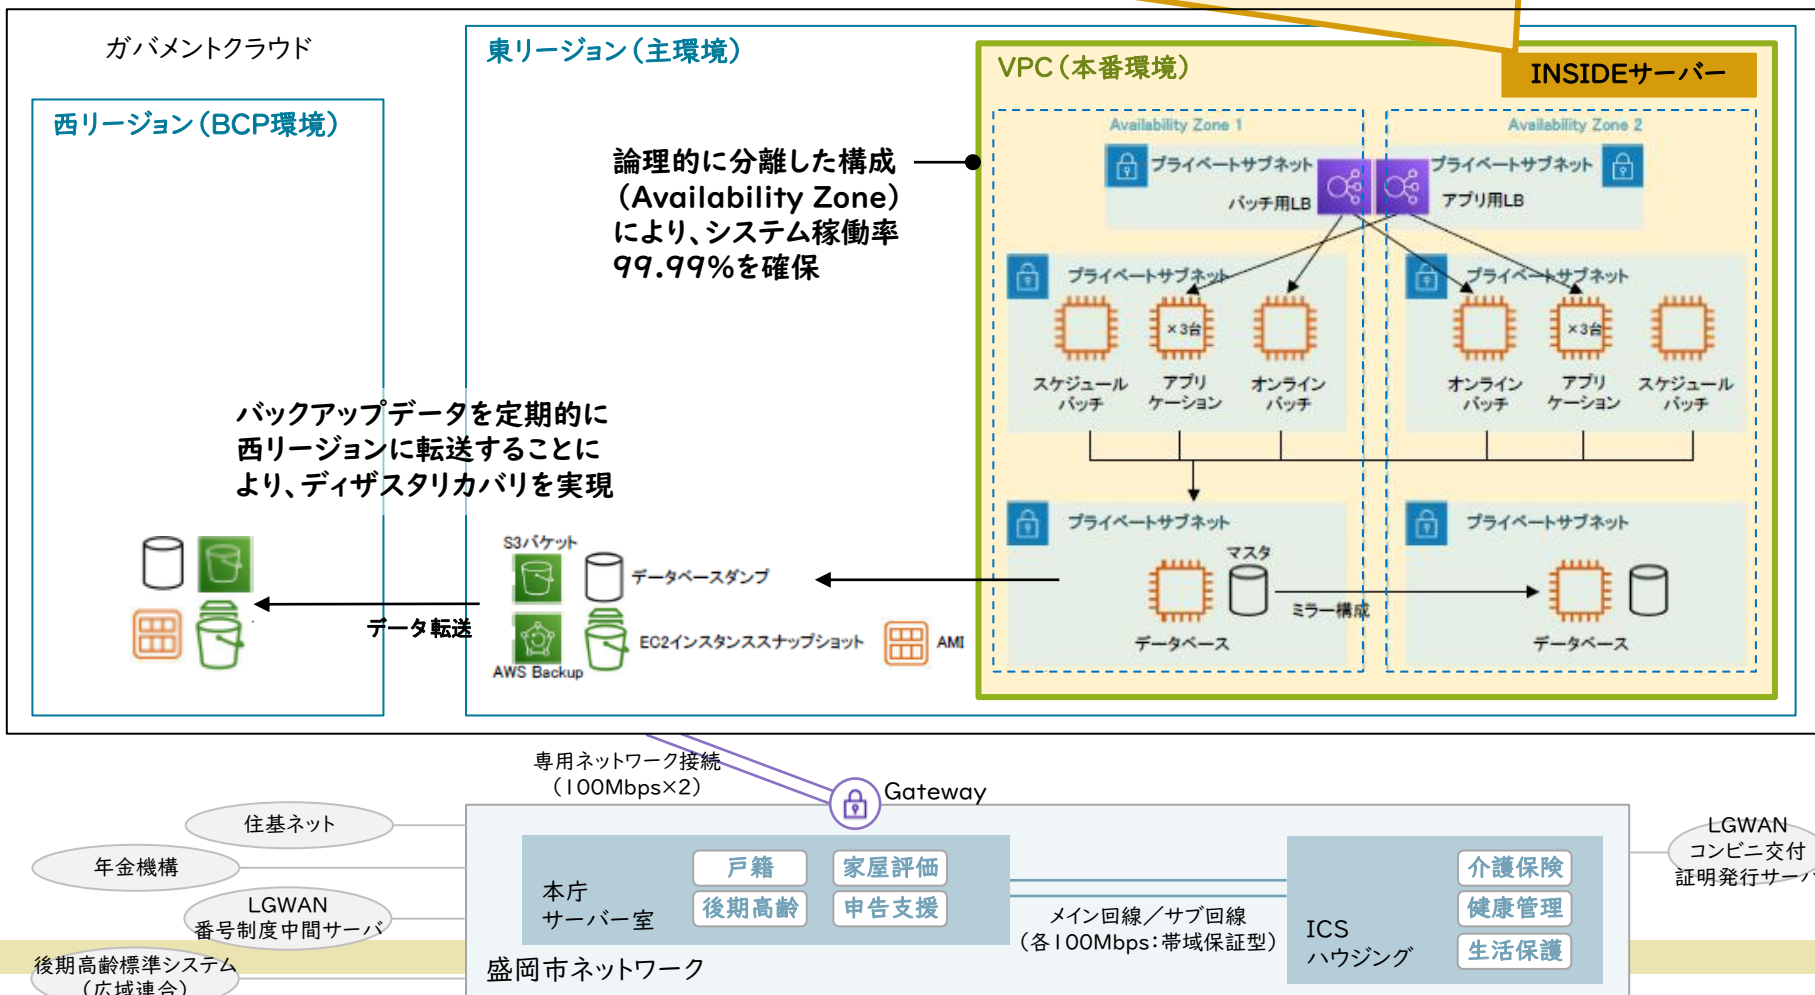 ガバメントクラウド
東リージョン（主環境）
VPC（本番環境）
INSIDEサーバー
西リージョン（BCP環境）
Availability Zone 1
Availability Zone 2
論理的に分離した構成
（Availability Zone）
により、システム稼働率
99.99%を確保
プライベートサブネット
プライベートサブネット
バッチ用LB
アプリ用LB
プライベートサブネット
プライベートサブネット
×3台
×3台
スケジュール
バッチ
アプリ
ケーション
オンライン
バッチ
オンライン
バッチ
アプリ
ケーション
スケジュール
バッチ
バックアップデータを定期的に
西リージョンに転送することに
より、ディザスタリカバリを実現
プライベートサブネット
プライベートサブネット
マスタ
ミラー構成
データベース
データベース
S3バケット
データベースダンプ
データ転送
EC2インスタンススナップショット
AMI
AWS Backup
専用ネットワーク接続
（100Mbps×2）
Gateway
住基ネット
年金機構
LGWAN
番号制度中間サーバ
後期高齢標準システム
（広域連合）
本庁
サーバー室
戸籍
家屋評価
後期高齢
申告支援
メイン回線／サブ回線
（各100Mbps：帯域保証型）
ICS
ハウジング
介護保険
健康管理
生活保護
盛岡市ネットワーク
LGWAN
コンビニ交付
証明発行サーバ